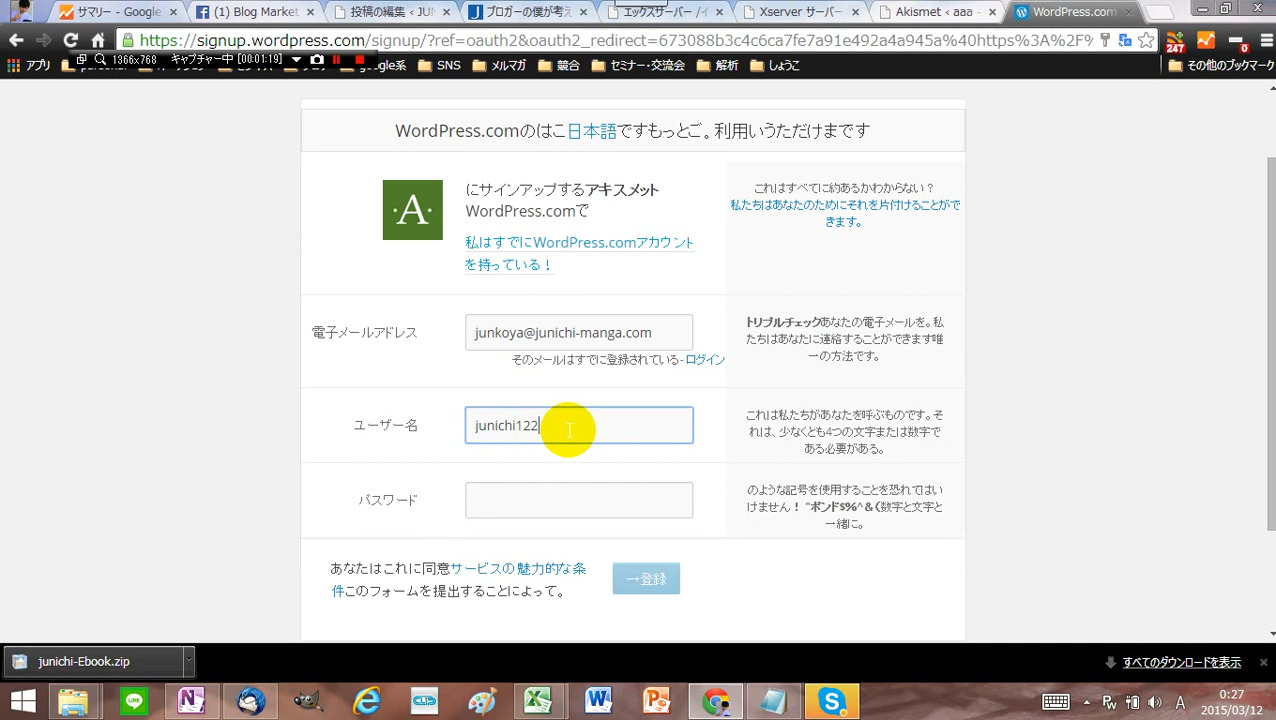 サマリー - Google
(1) Blog Market
投稿の編集 ‹ JUN
ブロガーの僕が考え
エックスサーバー / イ
Xserver サーバー
Akismet ‹ aaa -
WordPress.com
https://signup.wordpress.com/signup/?ref=oauth2&oauth2_redirect=673088b3c4c6ca7fe7a91e492a4a945a%40https%3A%2F%
247
0
1366x768 キャプチャー中 [00:01:19]
アプリ
google系
SNS
メルマガ
競合
セミナー・交流会
解析
しょうこ
その他のブックマーク
WordPress.comのはこ日本語ですもっとご。利用いうただけまでです
A
にサインアップするアキスメット
WordPress.comで
私はすでにWordPress.comアカウント
を持っている！
これはすべてに約あるかわからない？
私たちはあなたのためにそれを片付けることがで
きます。
電子メールアドレス
junkoya@junichi-manga.com
そのメールはすでに登録されている-ログイン
トリプルチェックあなたの電子メールを。私
たちはあなたに連絡することができます唯
一の方法です。
ユーザー名
junichi122
これは私たちがあなたを呼ぶものです。そ
れは、少なくとも4つの文字または数字で
ある必要がある。
パスワード
のような記号を使用することを恐れてはい
けません！ "ポンド$%^&(数字と文字と
一緒に。
あなたはこれに同意サービスの魅力的な条
件このフォームを提出することによって。
→登録
junichi-Ebook.zip
すべてのダウンロードを表示
A
0:27
2015/03/12